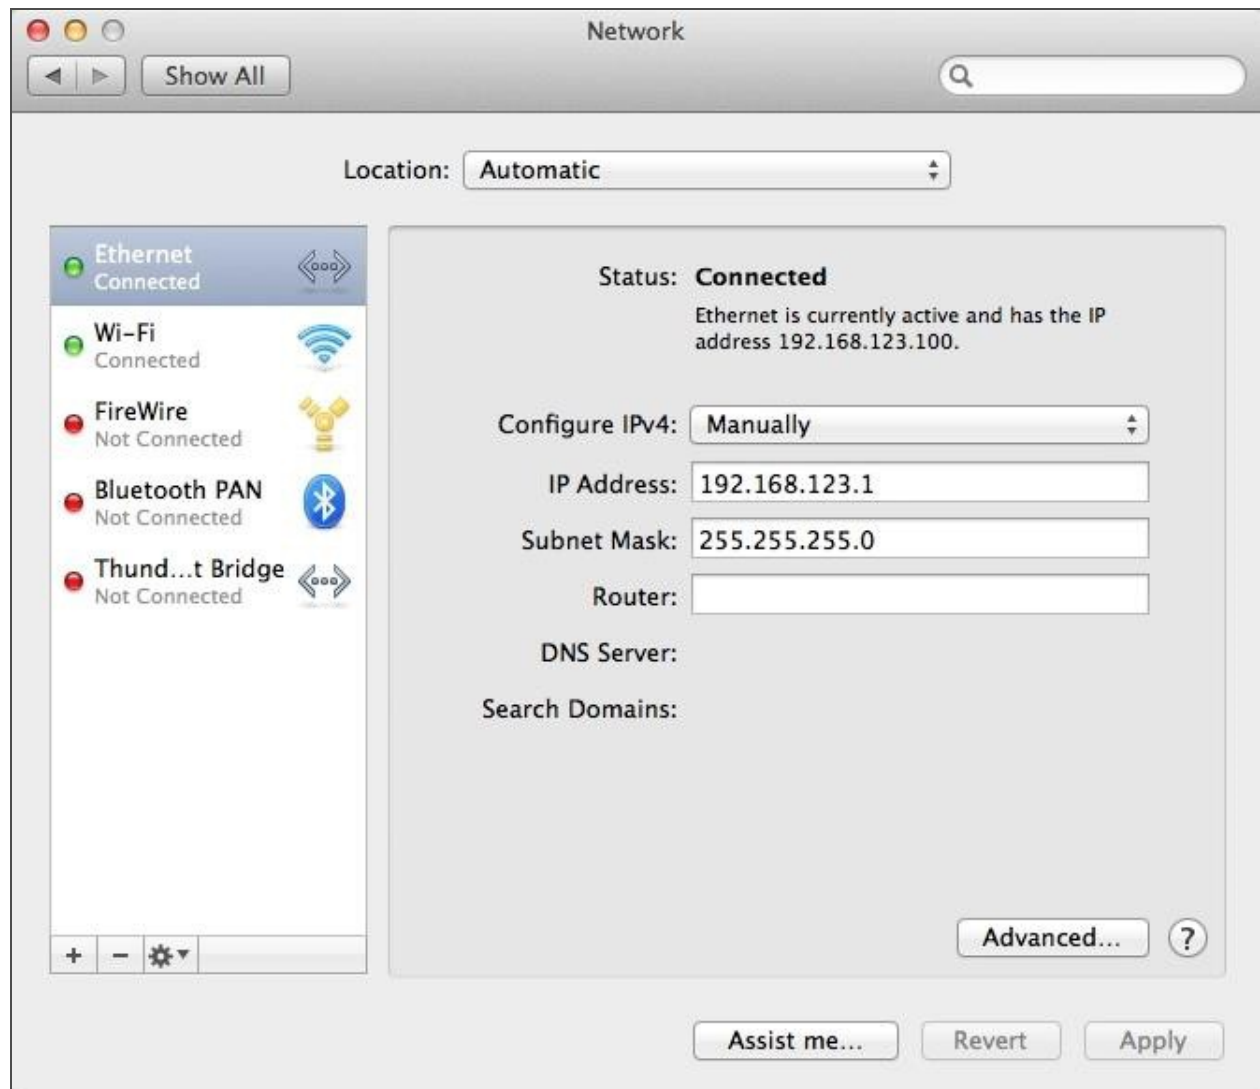 Network
Show All
Location: Automatic
Ethernet
Connected
Wi-Fi
Connected
FireWire
Not Connected
Bluetooth PAN
Not Connected
Thund...t Bridge
Not Connected
Status: Connected
Ethernet is currently active and has the IP
address 192.168.123.100.
Configure IPv4: Manually
IP Address: 192.168.123.1
Subnet Mask: 255.255.255.0
Router:
DNS Server:
Search Domains:
Advanced... ?
Assist me... Revert Apply